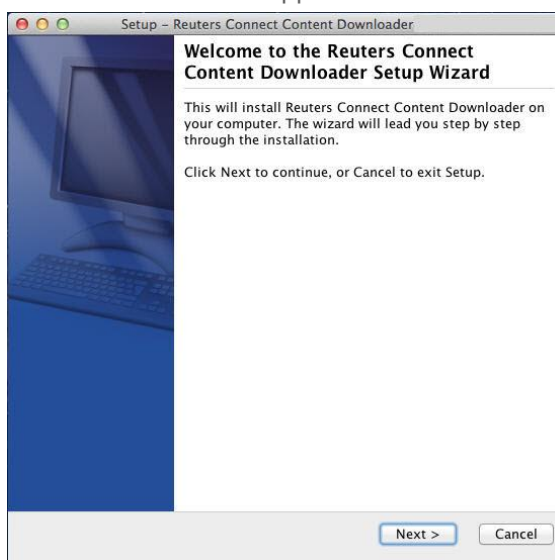 Setup – Reuters Connect Content Downloader
Welcome to the Reuters Connect
Content Downloader Setup Wizard
This will install Reuters Connect Content Downloader on
your computer. The wizard will lead you step by step
through the installation.
Click Next to continue, or Cancel to exit Setup.
Next >
Cancel